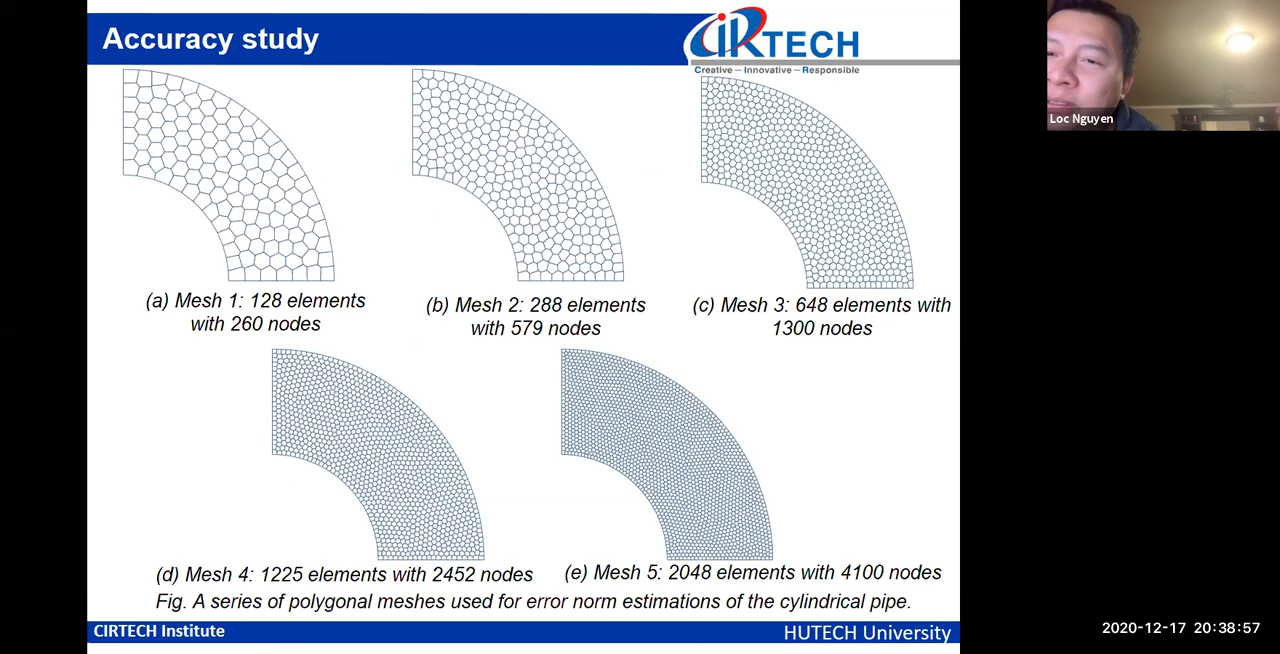 Accuracy study
CiRTECH
Creative – Innovative – Responsible
Loc Nguyen
(a) Mesh 1: 128 elements
with 260 nodes
(b) Mesh 2: 288 elements
with 579 nodes
(c) Mesh 3: 648 elements with
1300 nodes
(d) Mesh 4: 1225 elements with 2452 nodes
(e) Mesh 5: 2048 elements with 4100 nodes
Fig. A series of polygonal meshes used for error norm estimations of the cylindrical pipe.
CIRTECH Institute
HUTECH University
2020-12-17 20:38:57